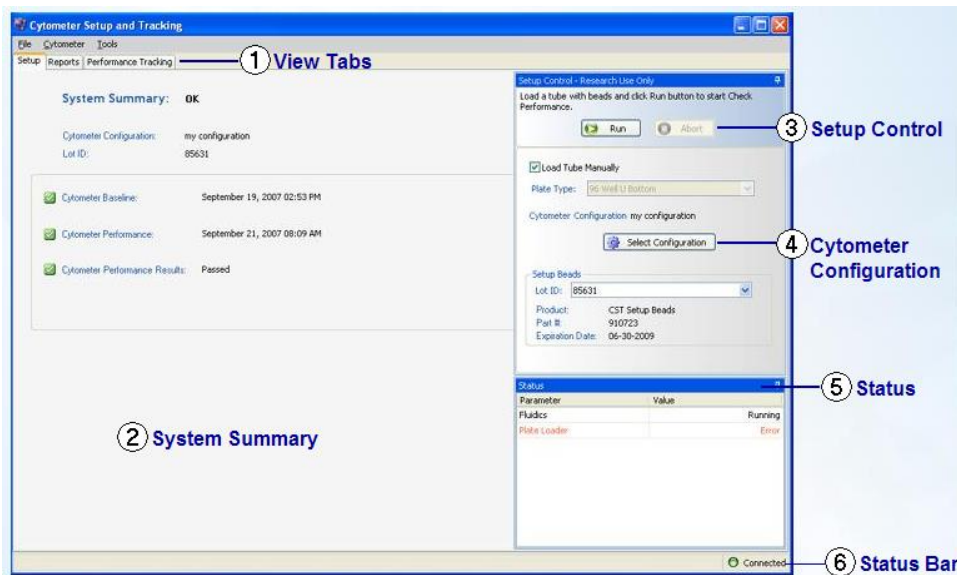 Cytometer Setup and Tracking
File Cytometer Tools
Setup Reports Performance Tracking
1 View Tabs
System Summary: OK
Cytometer Configuration: my configuration
Lot ID: 85631
Cytometer Baseline: September 19, 2007 02:53 PM
Cytometer Performance: September 21, 2007 08:09 AM
Cytometer Performance Results: Passed
2 System Summary
Setup Control - Research Use Only
Load a tube with beads and click Run button to start Check
Performance.
Run Abort
3 Setup Control
Load Tube Manually
Plate Type: 96 Well U Bottom
Cytometer Configuration my configuration
Select Configuration
4 Cytometer
Configuration
Setup Beads
Lot ID: 85631
Product: CST Setup Beads
Part #: 910723
Expiration Date: 06-30-2009
Status
5 Status
Parameter Value
Fluidics Running
Plate Loader Error
Connected
6 Status Bar